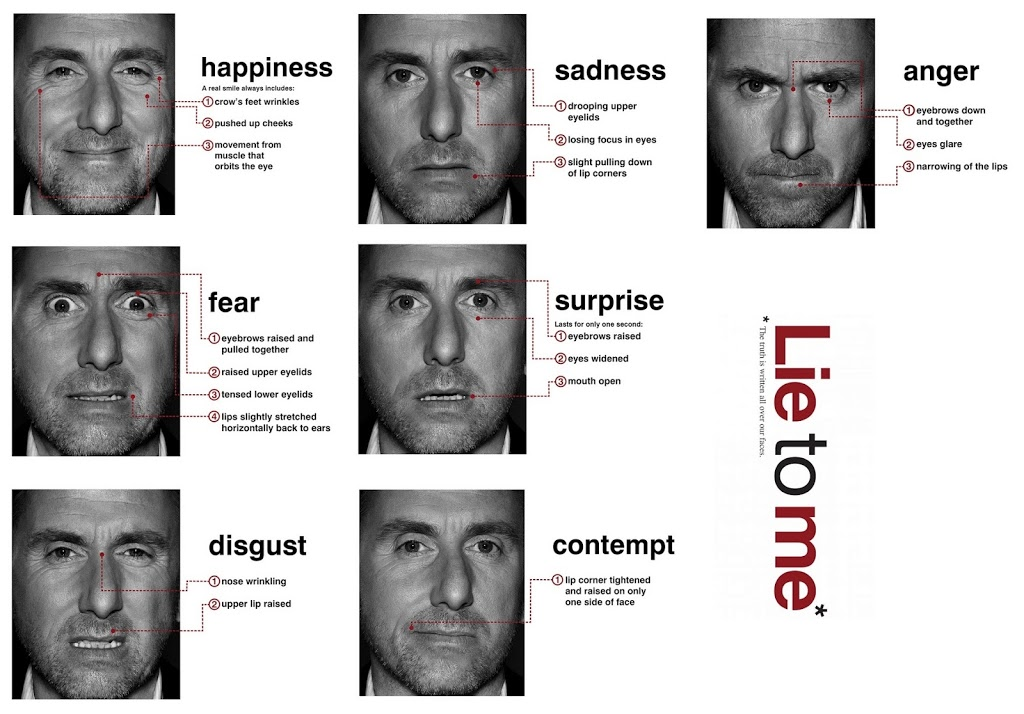 happiness
A real smile always includes:
1 crow's feet wrinkles
2 pushed up cheeks
3 movement from
muscle that
orbits the eye
sadness
1 drooping upper
eyelids
2 losing focus in eyes
3 slight pulling down
of lip corners
anger
1 eyebrows down
and together
2 eyes glare
3 narrowing of the lips
fear
1 eyebrows raised and
pulled together
2 raised upper eyelids
3 tensed lower eyelids
4 lips slightly stretched
horizontally back to ears
surprise
Lasts for only one second:
1 eyebrows raised
2 eyes widened
3 mouth open
Lie to me*
* The truth is written all over our faces.
disgust
1 nose wrinkling
2 upper lip raised
contempt
1 lip corner tightened
and raised on only
one side of face